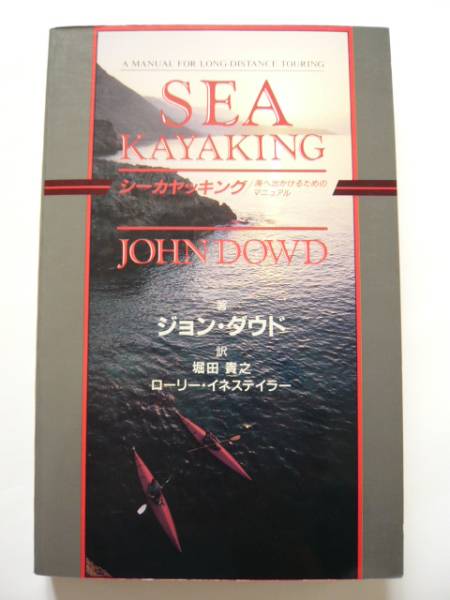 A MANUAL FOR LONG-DISTANCE TOURING
SEA
KAYAKING
シーカヤッキング/海へ出かけるための
マニュアル
JOHN DOWD
著
ジョン・ダウド
訳
堀田 貴之
ローリー・イネステイラー